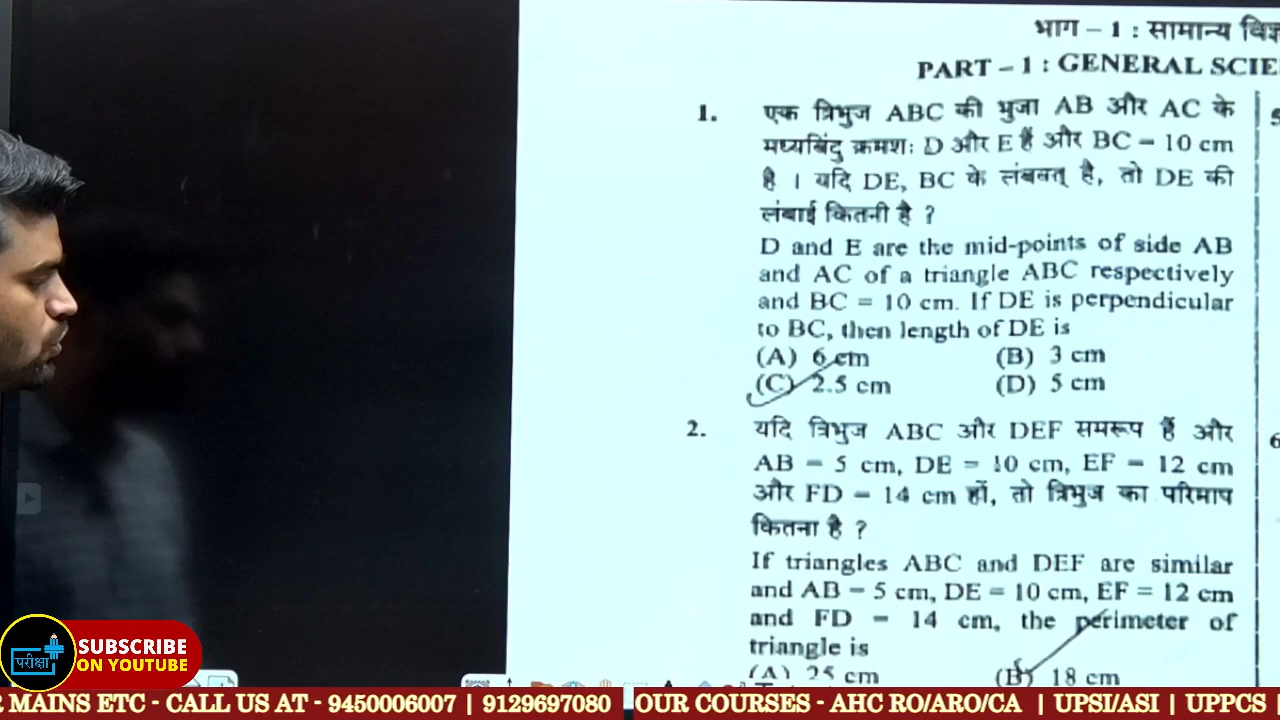 भाग – 1 : सामान्य
PART – 1 : GENERAL SCIE
1. एक त्रिभुज ABC की भुजा AB और AC के
मध्यबिंदु क्रमशः D और E हैं और BC = 10 cm
है । यदि DE, BC के लंबवत् है, तो DE की
लंबाई कितनी है ?
D and E are the mid-points of side AB
and AC of a triangle ABC respectively
and BC = 10 cm. If DE is perpendicular
to BC, then length of DE is
(A) 6 cm (B) 3 cm
(C) 2.5 cm (D) 5 cm
2. यदि त्रिभुज ABC और DEF समरूप हैं और
AB = 5 cm, DE = 10 cm, EF = 12 cm
और FD = 14 cm हों, तो त्रिभुज का परिमाप
कितना है ?
If triangles ABC and DEF are similar
and AB = 5 cm, DE = 10 cm, EF = 12 cm
and FD = 14 cm, the perimeter of
triangle is
(A) 25 cm (B) 18 cm
5
6
परीक्षा
SUBSCRIBE
ON YOUTUBE
R MAINS ETC - CALL US AT - 9450006007 | 9129697080 | OUR COURSES - AHC RO/ARO/CA | UPSI/ASI | UPPCS |